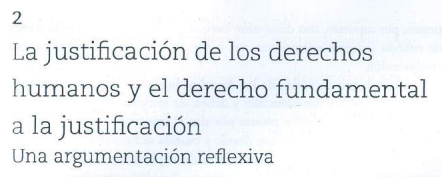 2
La justificación de los derechos
humanos y el derecho fundamental
a la justificación
Una argumentación reflexiva